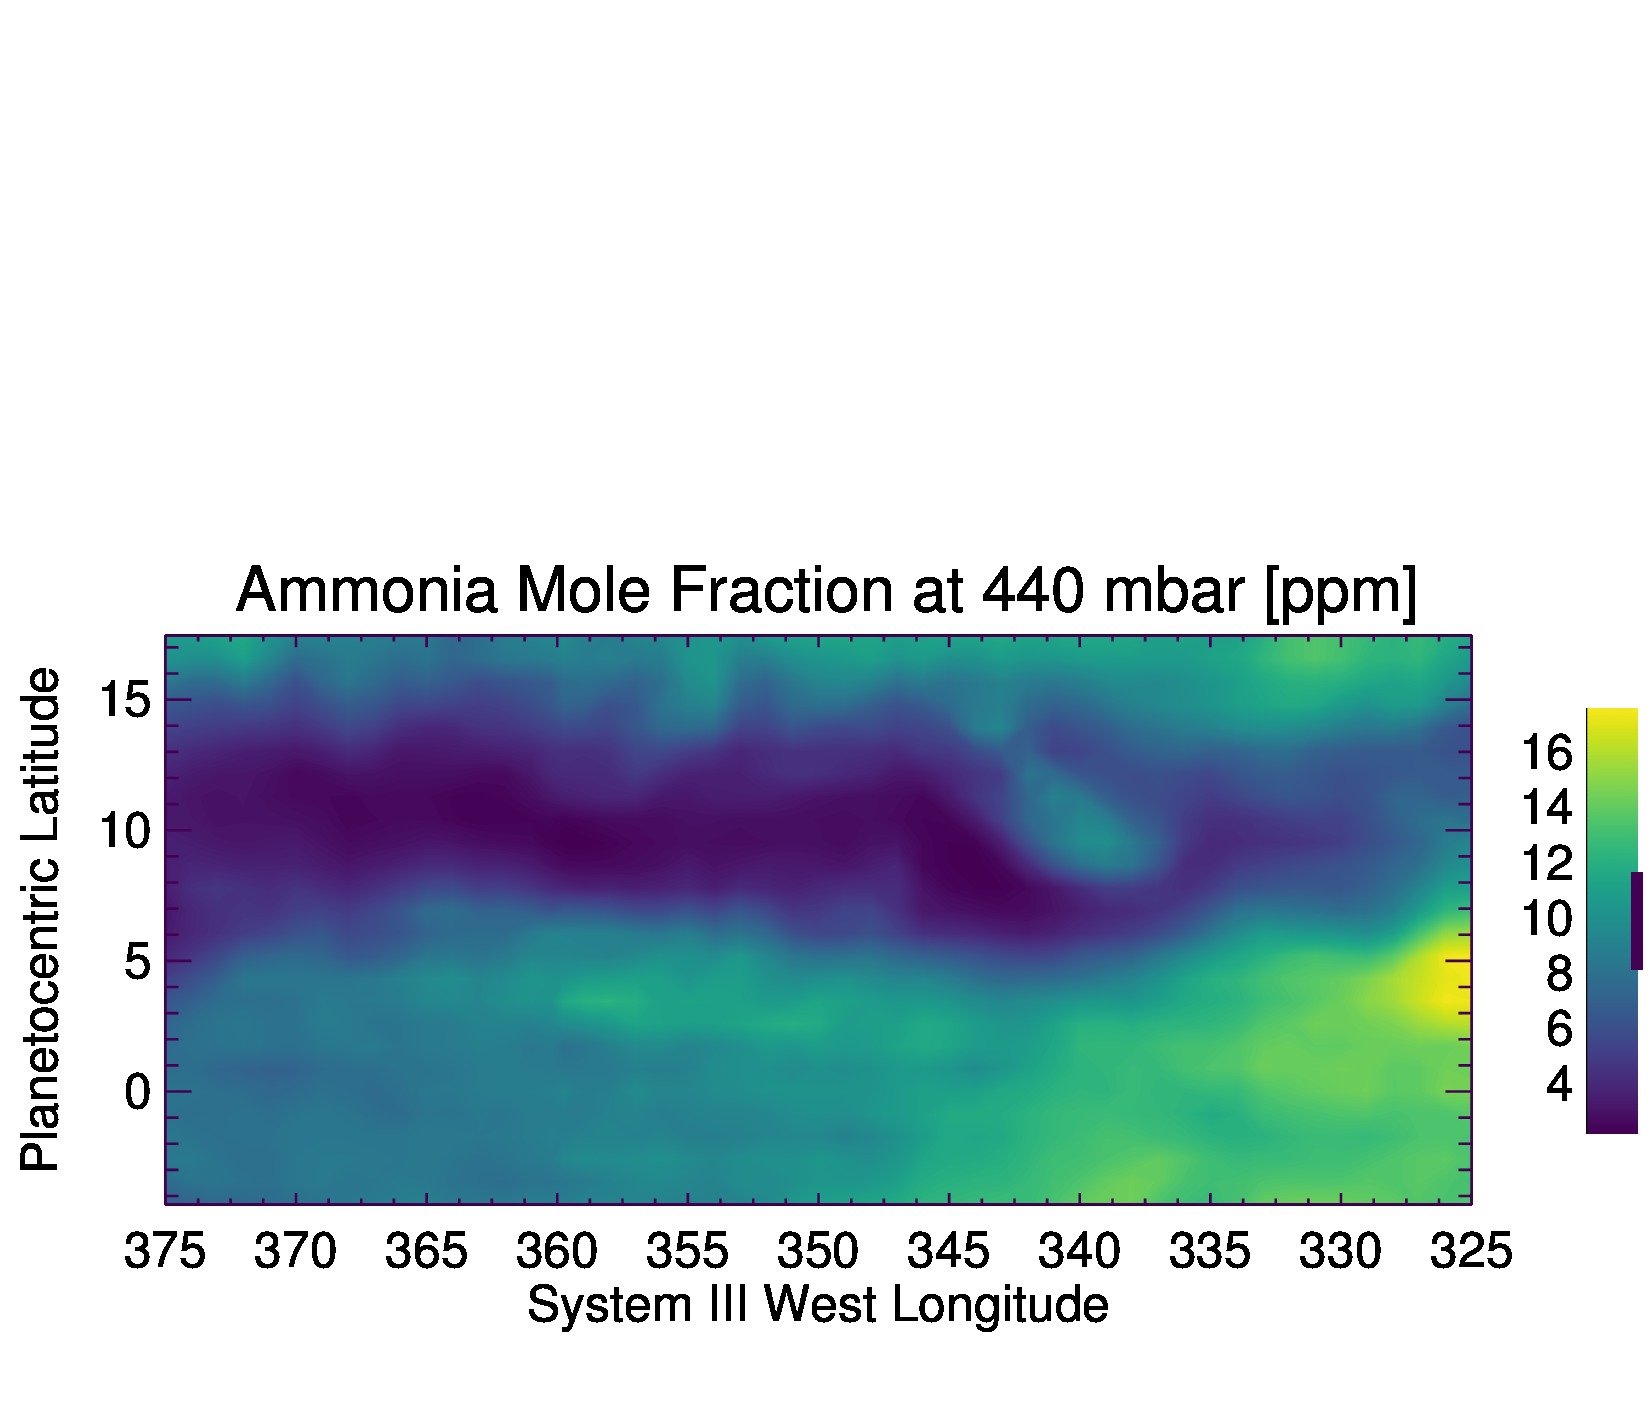 Ammonia Mole Fraction at 440 mbar [ppm]
Planetocentric Latitude
15
10
5
0
375 370 365 360 355 350 345 340 335 330 325
System III West Longitude
16
14
12
10
8
6
4